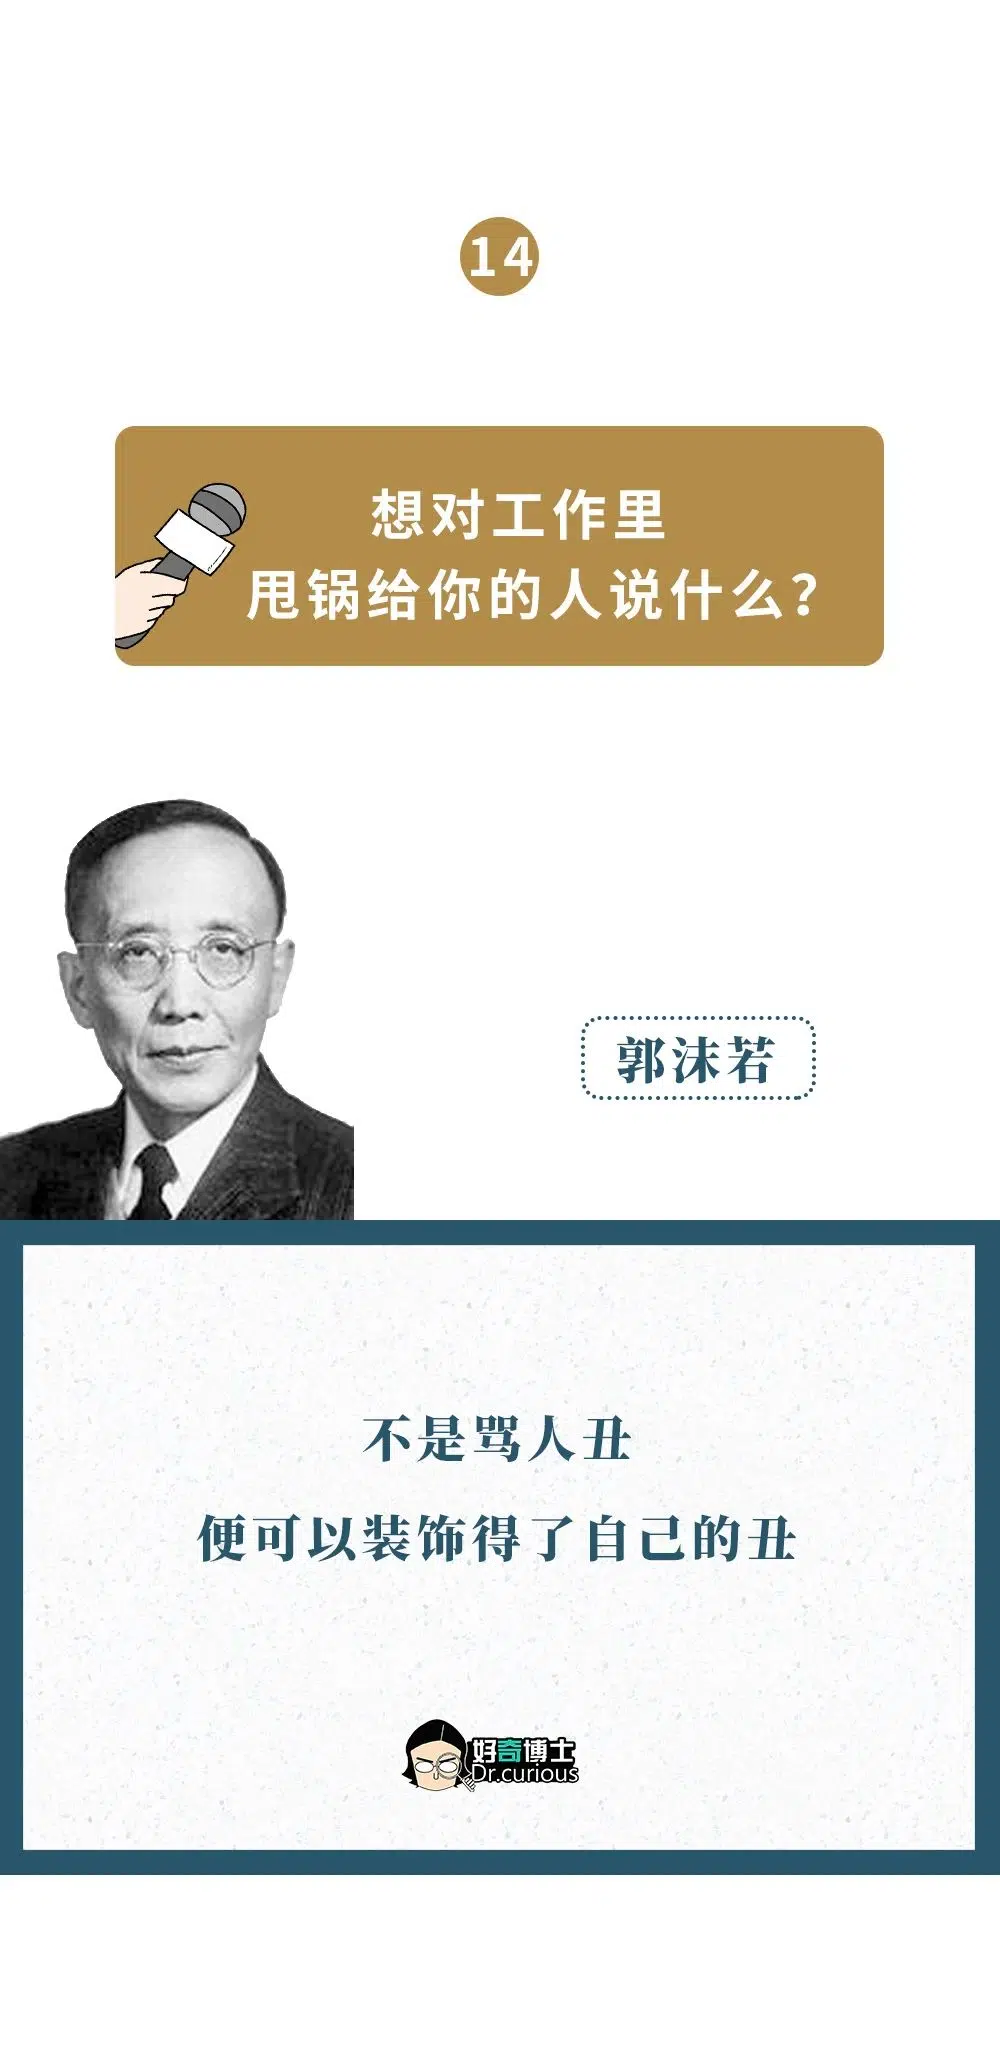 14
想对工作里
甩锅给你的人说什么？
郭沫若
不是骂人丑
便可以装饰得了自己的丑
好奇博士
Dr.curious